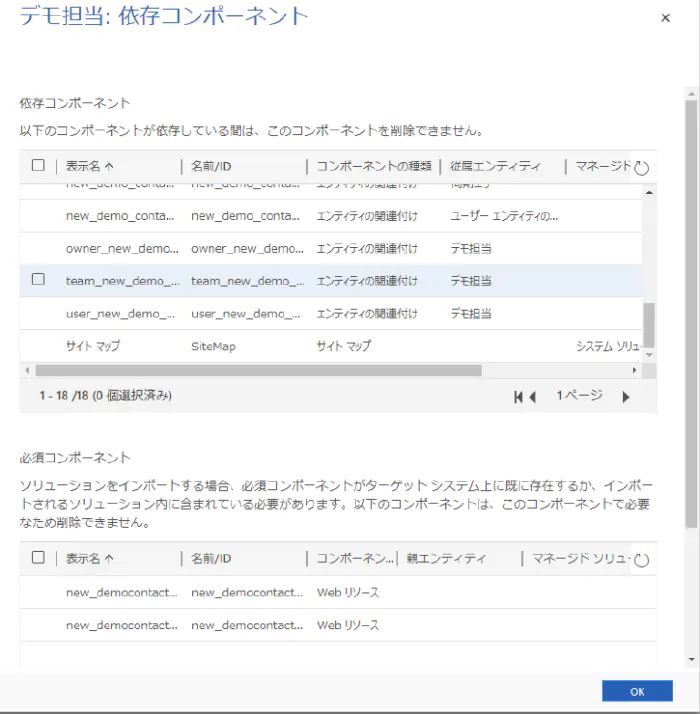 デモ担当: 依存コンポーネント
依存コンポーネント
以下のコンポーネントが依存している間は、このコンポーネントを削除できません。
表示名 名前/ID コンポーネントの種類 従属エンティティ マネージド
new_demo_conta... new_demo_conta... エンティティの関連付け
new_demo_conta... new_demo_conta... エンティティの関連付け ユーザー エンティティの...
owner_new_demo... owner_new_demo... エンティティの関連付け デモ担当
team_new_demo_... team_new_demo_... エンティティの関連付け デモ担当
user_new_demo_... user_new_demo_... エンティティの関連付け デモ担当
サイト マップ SiteMap サイト マップ システム ソリュ
1 - 18 /18 (0 個選択済み) 1 ページ
必須コンポーネント
ソリューションをインポートする場合、必須コンポーネントがターゲット システム上に既に存在するか、インポー
トされるソリューション内に含まれている必要があります。以下のコンポーネントは、このコンポーネントで必要
なため削除できません。
表示名 名前/ID コンポーネン... 親エンティティ マネージド ソリュー
new_democontact... new_democontact... Web リソース
new_democontact... new_democontact... Web リソース
OK